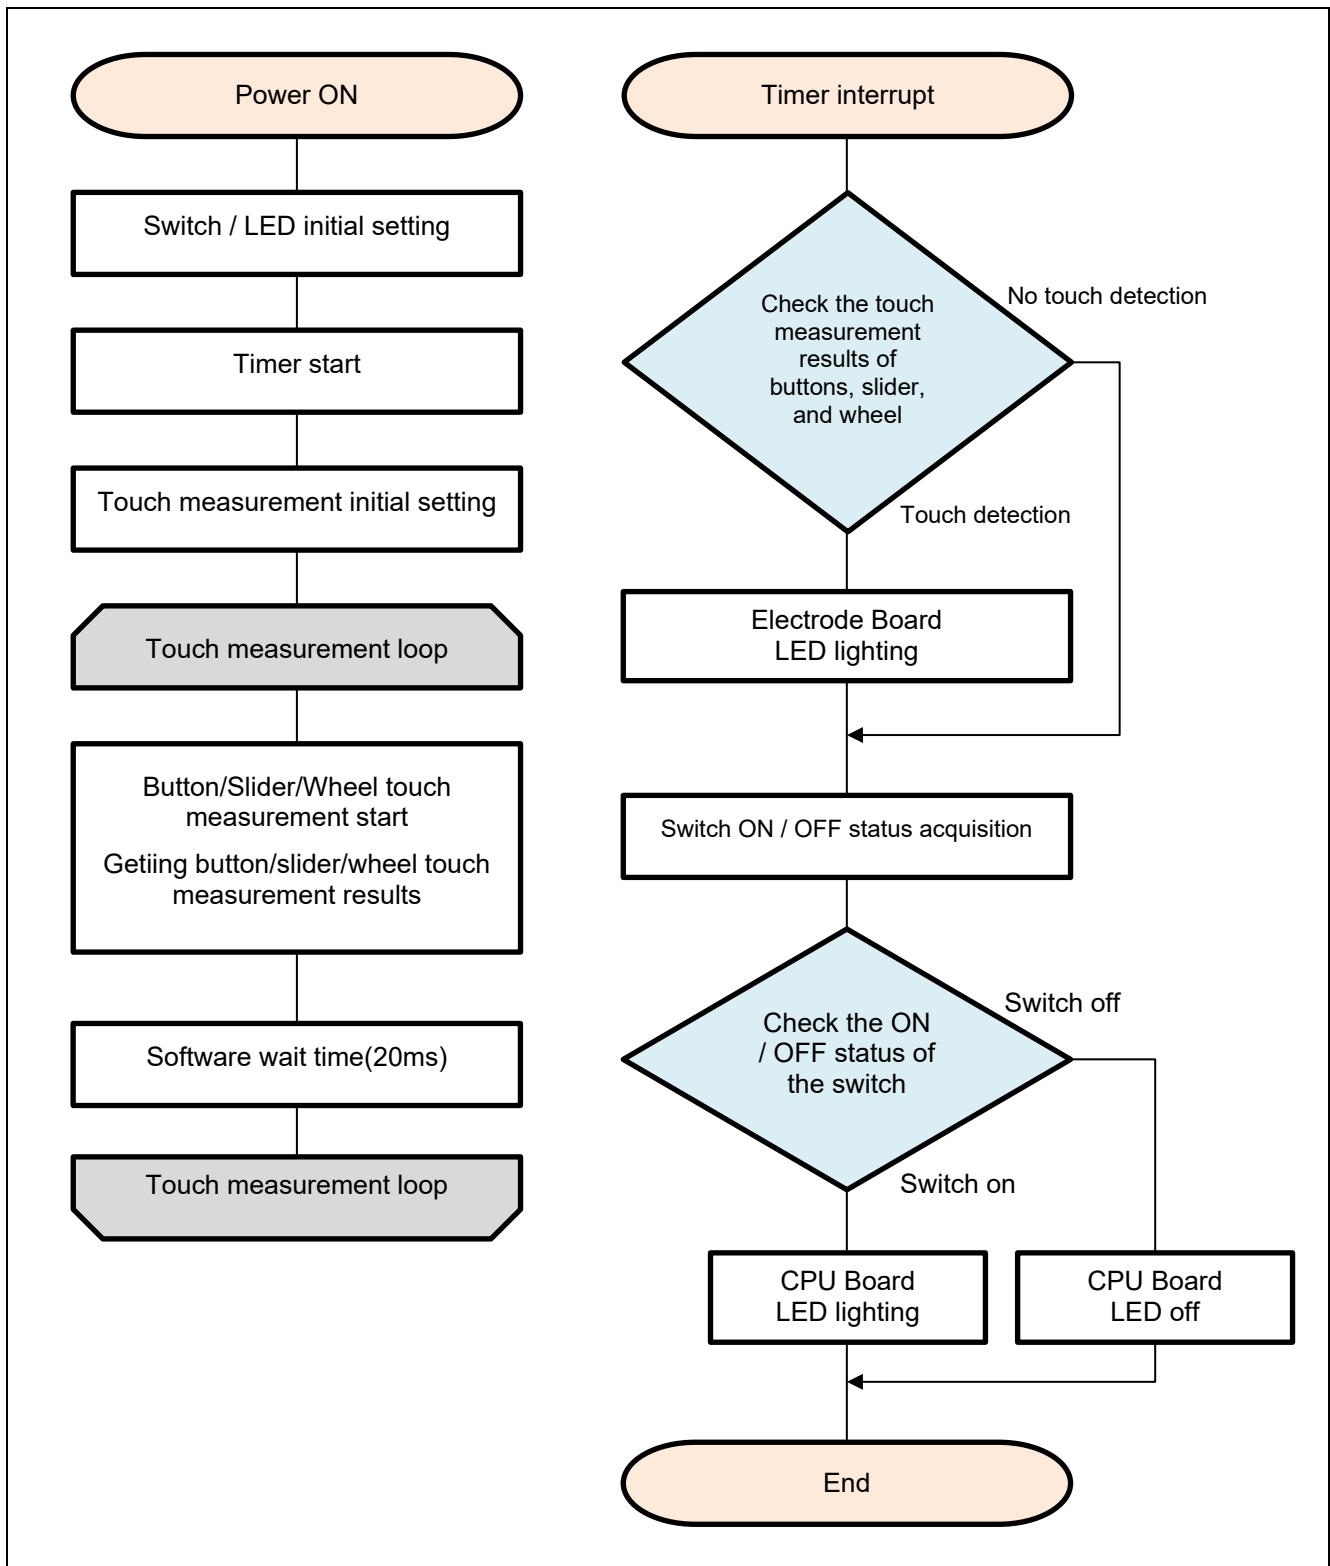 Power ON
Switch / LED initial setting
Timer start
Touch measurement initial setting
Touch measurement loop
Button/Slider/Wheel touch
measurement start
Getiing button/slider/wheel touch
measurement results
Software wait time(20ms)
Touch measurement loop
Timer interrupt
Check the touch
measurement
results of
buttons, slider,
and wheel
No touch detection
Touch detection
Electrode Board
LED lighting
Switch ON / OFF status acquisition
Check the ON
/ OFF status of
the switch
Switch off
Switch on
CPU Board
LED lighting
CPU Board
LED off
End